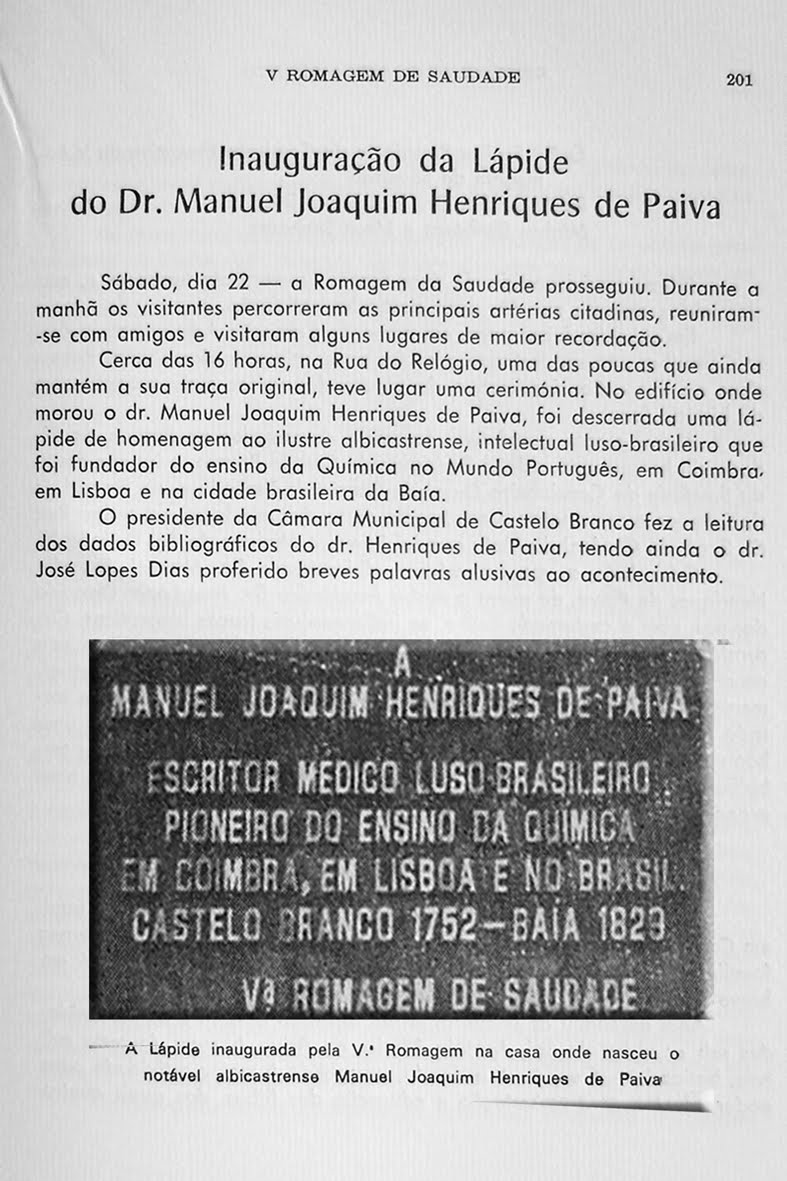 V ROMAGEM DE SAUDADE 201
Inauguração da Lápide
do Dr. Manuel Joaquim Henriques de Paiva
Sábado, dia 22 — a Romagem da Saudade prosseguiu. Durante a
manhã os visitantes percorreram as principais artérias citadinas, reuniram-
-se com amigos e visitaram alguns lugares de maior recordação.
Cerca das 16 horas, na Rua do Relógio, uma das poucas que ainda
mantém a sua traça original, teve lugar uma cerimónia. No edifício onde
morou o dr. Manuel Joaquim Henriques de Paiva, foi descerrada uma lá-
pide de homenagem ao ilustre albicastrense, intelectual luso-brasileiro que
foi fundador do ensino da Química no Mundo Português, em Coimbra,
em Lisboa e na cidade brasileira da Baía.
O presidente da Câmara Municipal de Castelo Branco fez a leitura
dos dados bibliográficos do dr. Henriques de Paiva, tendo ainda o dr.
José Lopes Dias proferido breves palavras alusivas ao acontecimento.
A
MANUEL JOAQUIM HENRIQUES DE PAIVA
ESCRITOR MÉDICO LUSO-BRASILEIRO
PIONEIRO DO ENSINO DA QUÍMICA
EM COIMBRA, EM LISBOA E NO BRASIL.
CASTELO BRANCO 1752 – BAÍA 1829
Vª ROMAGEM DE SAUDADE
A Lápide inaugurada pela V.ª Romagem na casa onde nasceu o
notável albicastrense Manuel Joaquim Henriques de Paiva